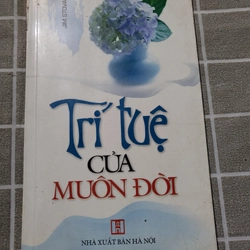 Trí tuệ
CỦA
MUÔN ĐỜI
NHÀ XUẤT BẢN HÀ NỘI